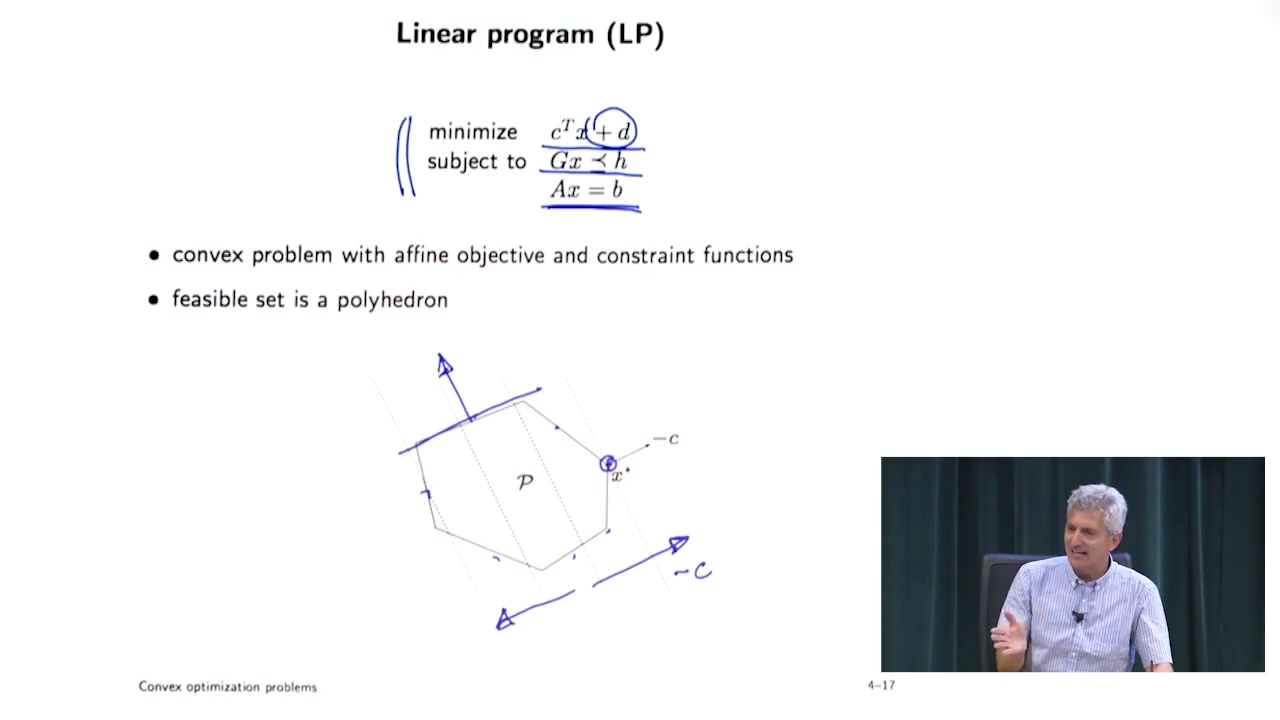 Linear program (LP)
minimize cᵀx + d
subject to Gx ⪯ h
Ax = b
• convex problem with affine objective and constraint functions
• feasible set is a polyhedron
−c
x⋆
𝒫
−c
Convex optimization problems
4–17